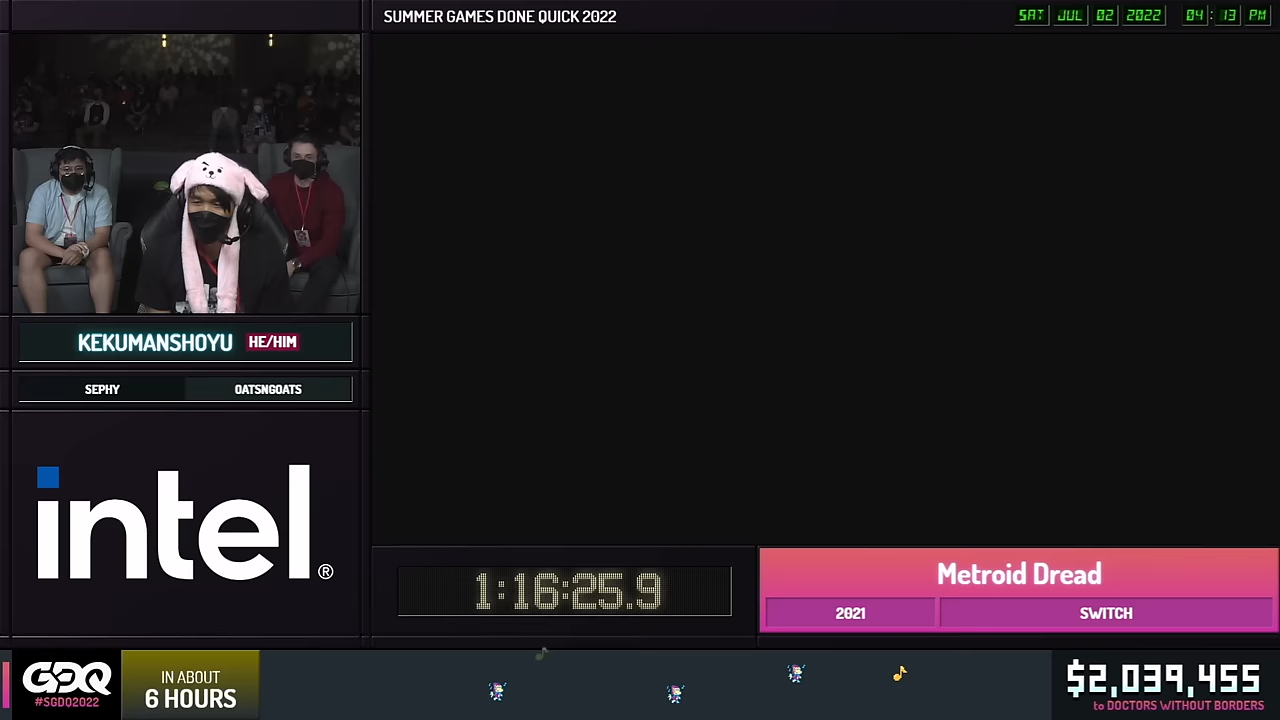 SUMMER GAMES DONE QUICK 2022
SAT JUL 02 2022 04:13 PM
KEKUMANSHOYU HE/HIM
SEPHY OATSNGOATS
intel®
1:16:25.9
Metroid Dread
2021 SWITCH
GDQ
#SGDQ2022
IN ABOUT
6 HOURS
$2,039,455
to DOCTORS WITHOUT BORDERS